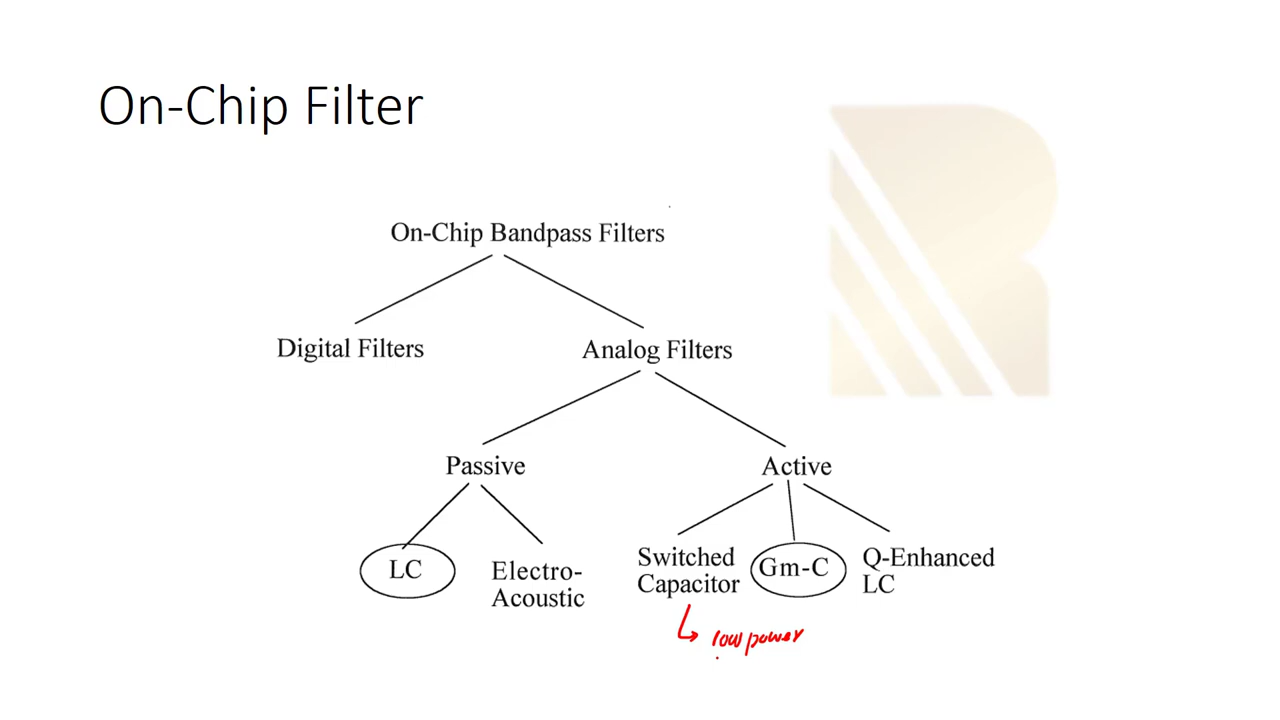 On-Chip Filter
On-Chip Bandpass Filters
Digital Filters
Analog Filters
Passive
Active
LC
Electro-
Acoustic
Switched
Capacitor
Gm-C
Q-Enhanced
LC
low power